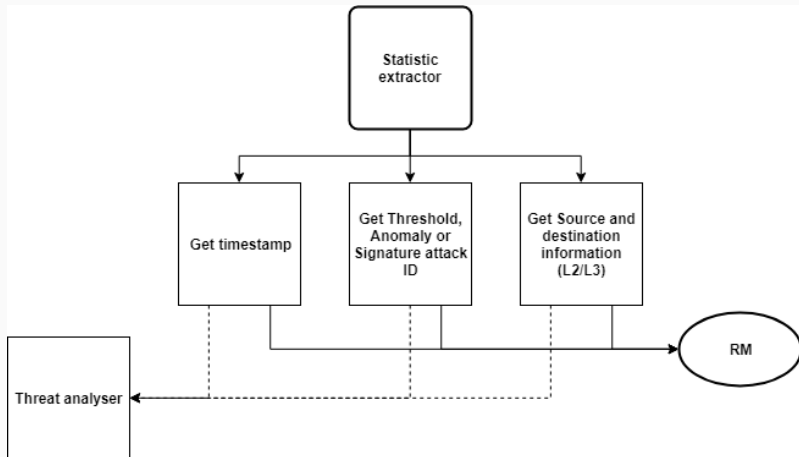 Statistic
extractor
Get timestamp
Get Threshold,
Anomaly or
Signature attack
ID
Get Source and
destination
information
(L2/L3)
RM
Threat analyser